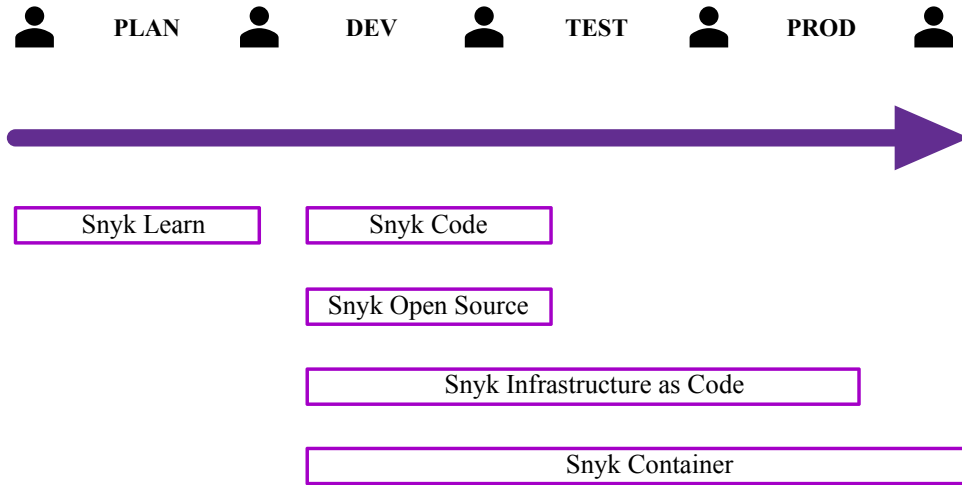 PLAN DEV TEST PROD
Snyk Learn Snyk Code
Snyk Open Source
Snyk Infrastructure as Code
Snyk Container